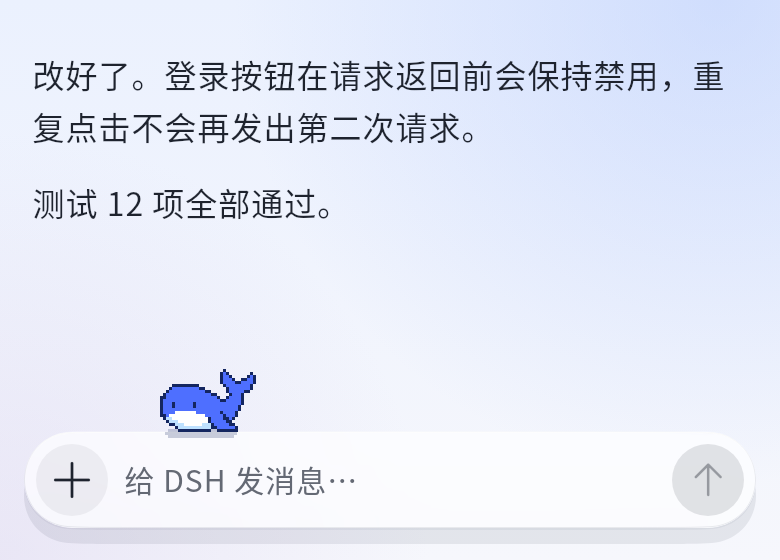 改好了。登录按钮在请求返回前会保持禁用，重
复点击不会再发出第二次请求。
测试 12 项全部通过。
给 DSH 发消息…